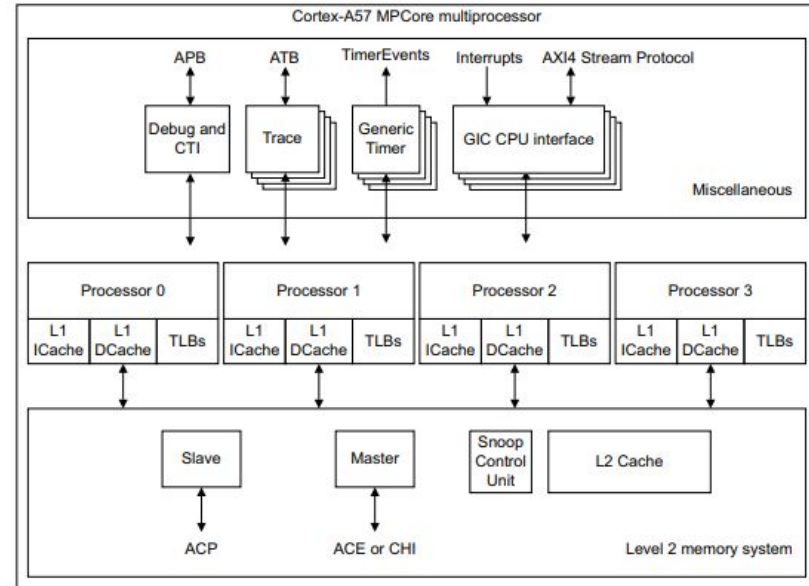 Cortex-A57 MPCore multiprocessor
APB
ATB
TimerEvents
Interrupts
AXI4 Stream Protocol
Debug and
CTI
Trace
Generic
Timer
GIC CPU interface
Miscellaneous
Processor 0
Processor 1
Processor 2
Processor 3
L1
ICache
L1
DCache
TLBs
L1
ICache
L1
DCache
TLBs
L1
ICache
L1
DCache
TLBs
L1
ICache
L1
DCache
TLBs
Slave
Master
Snoop
Control
Unit
L2 Cache
ACP
ACE or CHI
Level 2 memory system